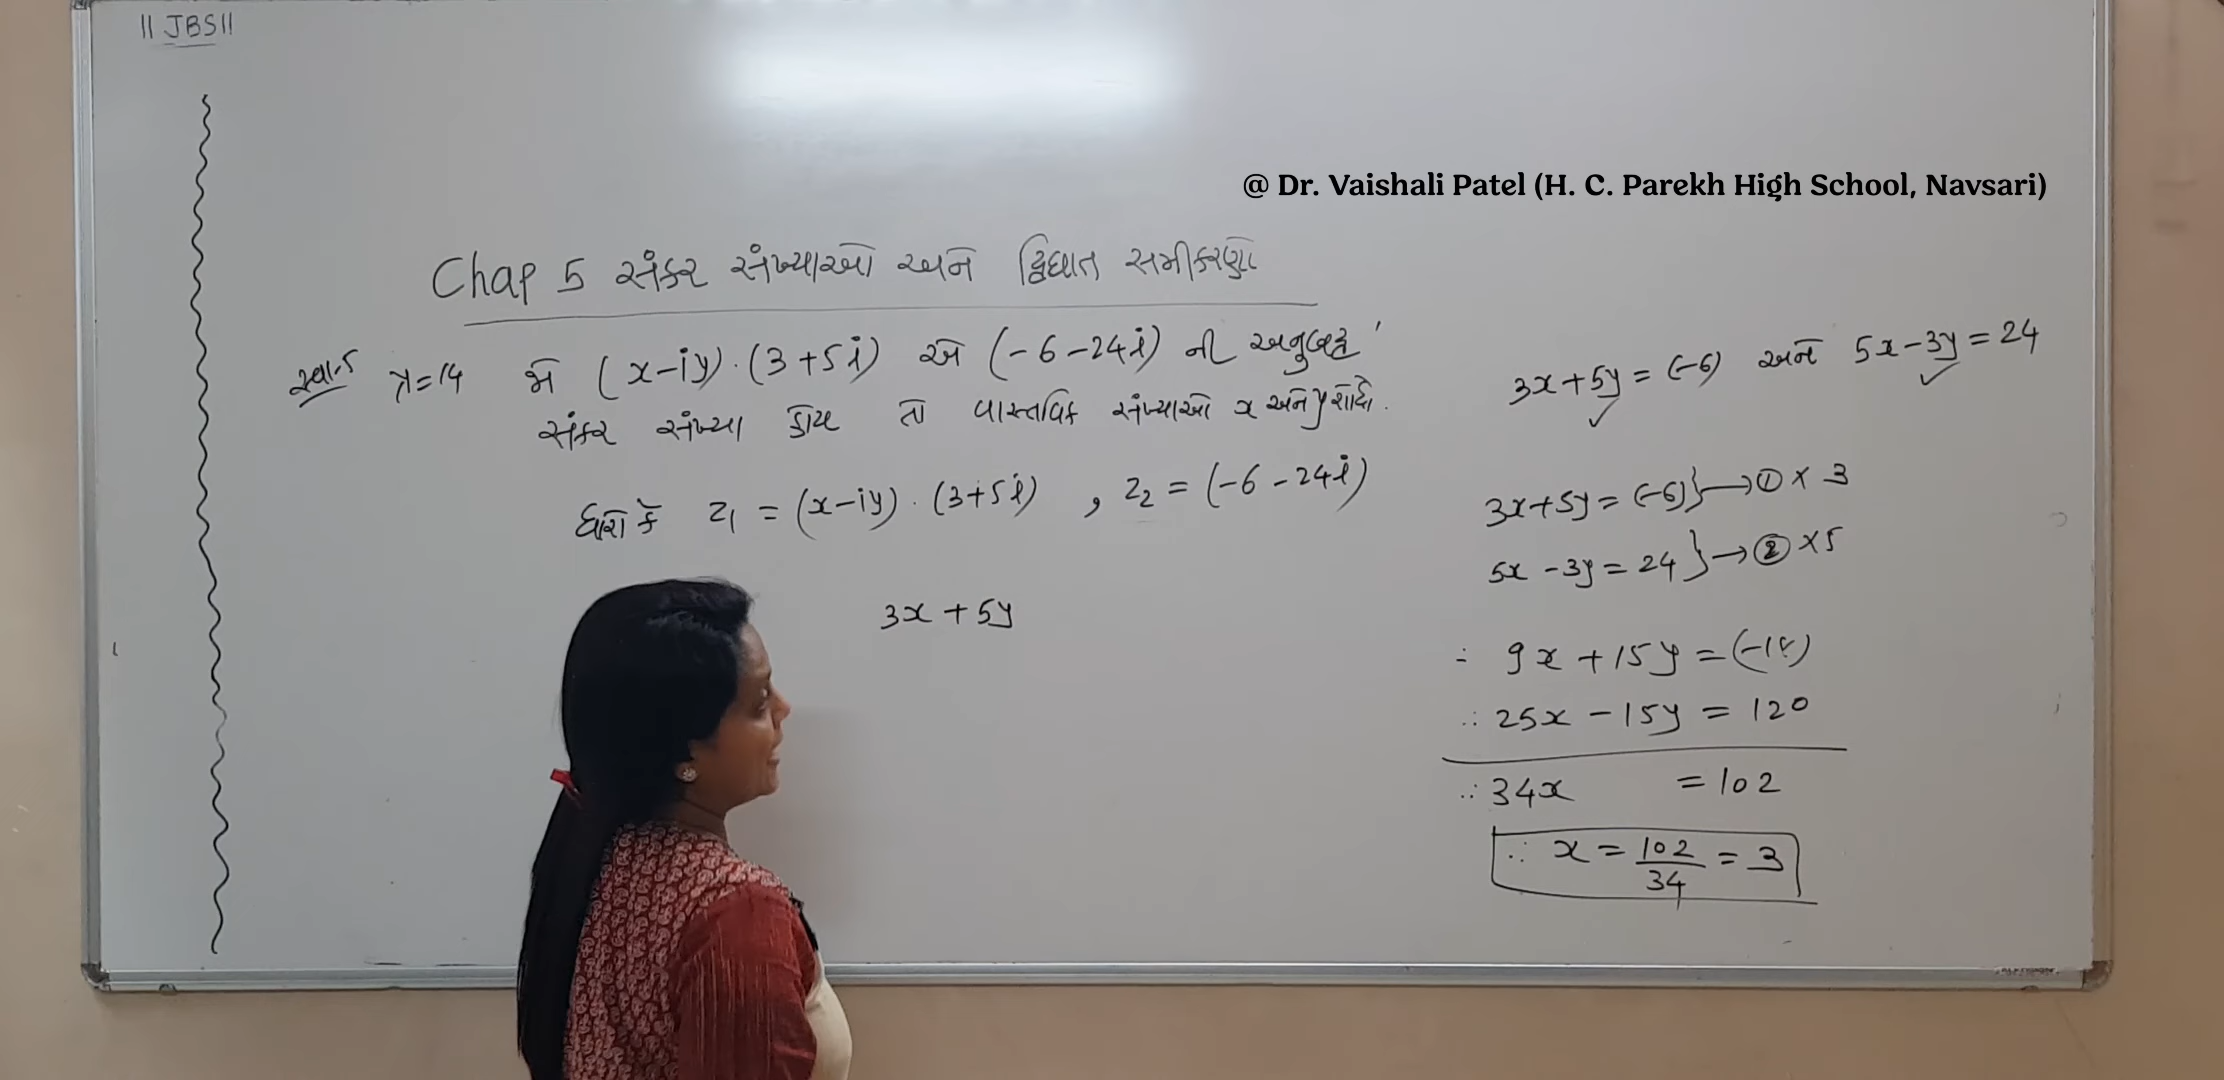 || JBS ||
@ Dr. Vaishali Patel (H. C. Parekh High School, Navsari)
Chap 5 સંકર સંખ્યાઓ અને દ્વિઘાત સમીકરણો
સ્વા.5 14 જો (x-iy).(3+5i) એ (-6-24i) ની અનુબદ્ધ
સંકર સંખ્યા હોય તો વાસ્તવિક સંખ્યાઓ x અને y શોધો.
ધારો કે z₁ = (x-iy).(3+5i) , z₂ = (-6-24i)
3x + 5y
3x+5y = (-6) અને 5x-3y = 24
3x+5y = (-6)}→① × 3
5x - 3y = 24}→② × 5
∴ 9x + 15y = (-18)
∴ 25x - 15y = 120
∴ 34x = 102
∴ x = 102/34 = 3